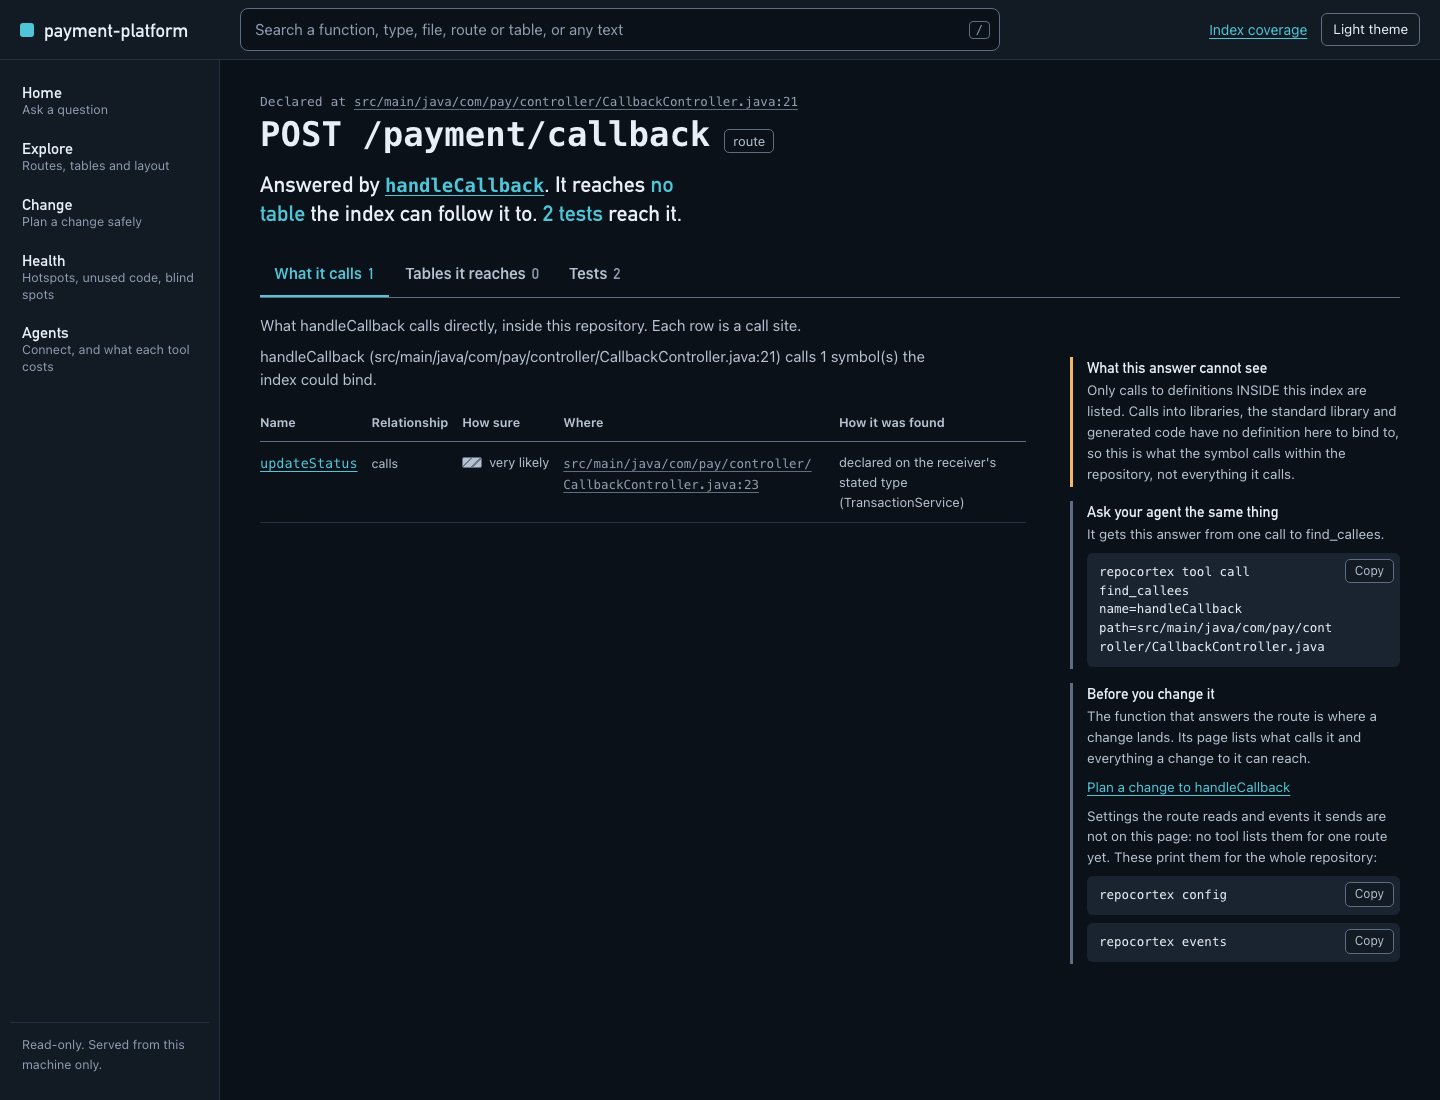 payment-platform
Search a function, type, file, route or table, or any text
/
Index coverage
Light theme
Home
Ask a question
Explore
Routes, tables and layout
Change
Plan a change safely
Health
Hotspots, unused code, blind
spots
Agents
Connect, and what each tool
costs
Read-only. Served from this
machine only.
Declared at src/main/java/com/pay/controller/CallbackController.java:21
POST /payment/callback route
Answered by handleCallback. It reaches no
table the index can follow it to. 2 tests reach it.
What it calls 1
Tables it reaches 0
Tests 2
What handleCallback calls directly, inside this repository. Each row is a call site.
handleCallback (src/main/java/com/pay/controller/CallbackController.java:21) calls 1 symbol(s) the
index could bind.
Name Relationship How sure Where How it was found
updateStatus calls very likely src/main/java/com/pay/controller/ declared on the receiver's
CallbackController.java:23 stated type
(TransactionService)
What this answer cannot see
Only calls to definitions INSIDE this index are
listed. Calls into libraries, the standard library and
generated code have no definition here to bind to,
so this is what the symbol calls within the
repository, not everything it calls.
Ask your agent the same thing
It gets this answer from one call to find_callees.
repocortex tool call
find_callees
name=handleCallback
path=src/main/java/com/pay/cont
roller/CallbackController.java
Copy
Before you change it
The function that answers the route is where a
change lands. Its page lists what calls it and
everything a change to it can reach.
Plan a change to handleCallback
Settings the route reads and events it sends are
not on this page: no tool lists them for one route
yet. These print them for the whole repository:
repocortex config
Copy
repocortex events
Copy